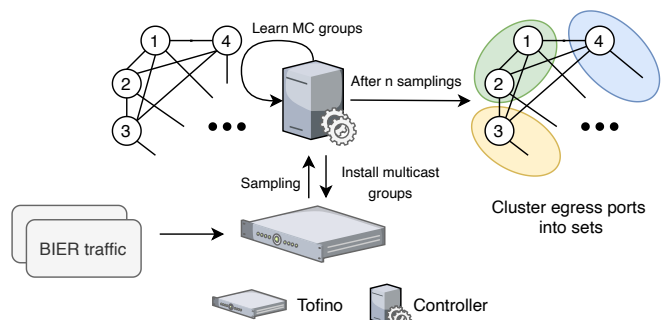 Learn MC groups
1
4
2
3
After n samplings
1
4
2
3
Sampling
Install multicast
groups
Cluster egress ports
into sets
BIER traffic
Tofino
Controller